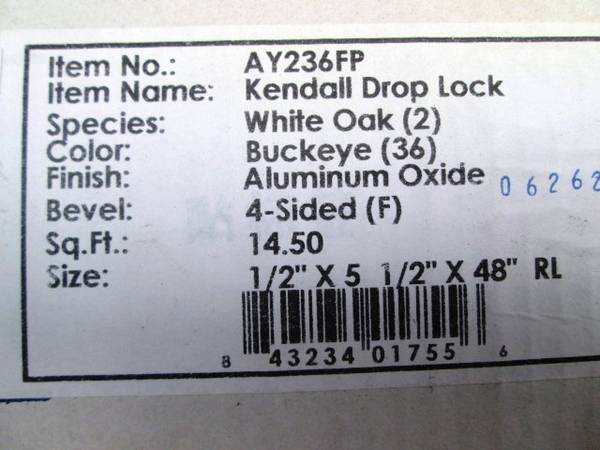 Item No.: AY236FP
Item Name: Kendall Drop Lock
Species: White Oak (2)
Color: Buckeye (36)
Finish: Aluminum Oxide 06262
Bevel: 4-Sided (F)
Sq.Ft.: 14.50
Size: 1/2" X 5 1/2" X 48" RL
8 43234 01755 6